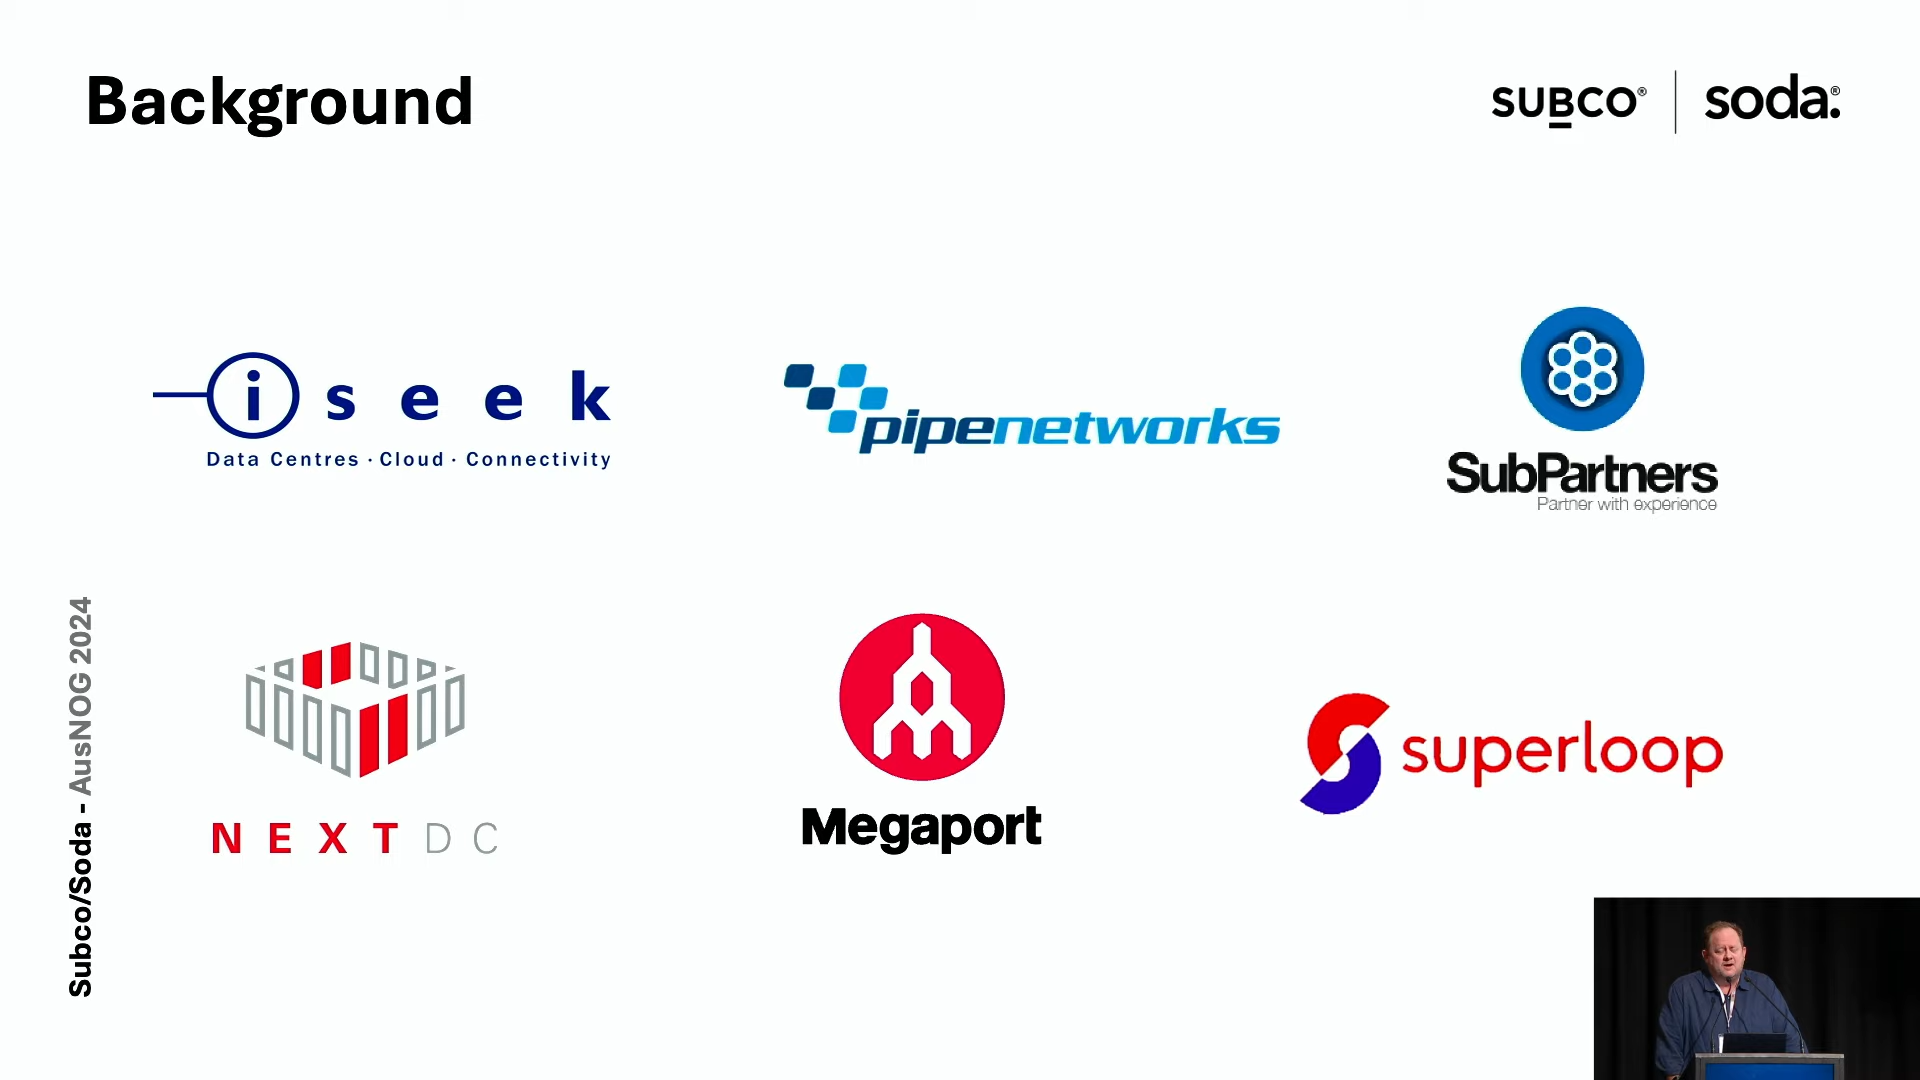 Background
SUBCO® | soda.®
i seek
Data Centres · Cloud · Connectivity
pipenetworks
SubPartners
Partner with experience
NEXTDC
Megaport
superloop
Subco/Soda - AusNOG 2024